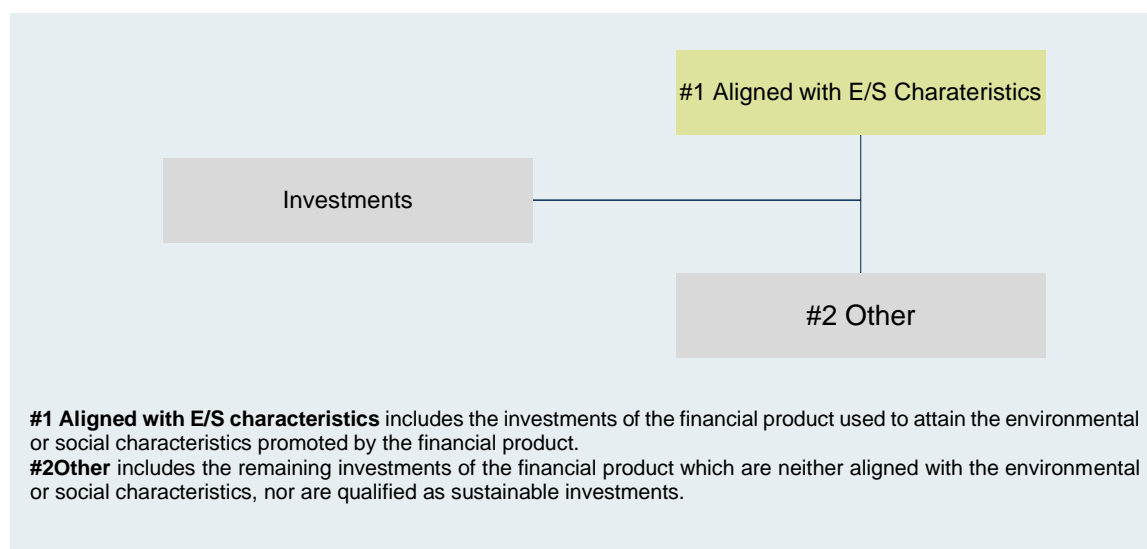 #1 Aligned with E/S Charateristics
Investments
#2 Other
#1 Aligned with E/S characteristics includes the investments of the financial product used to attain the environmental
or social characteristics promoted by the financial product.
#2Other includes the remaining investments of the financial product which are neither aligned with the environmental
or social characteristics, nor are qualified as sustainable investments.